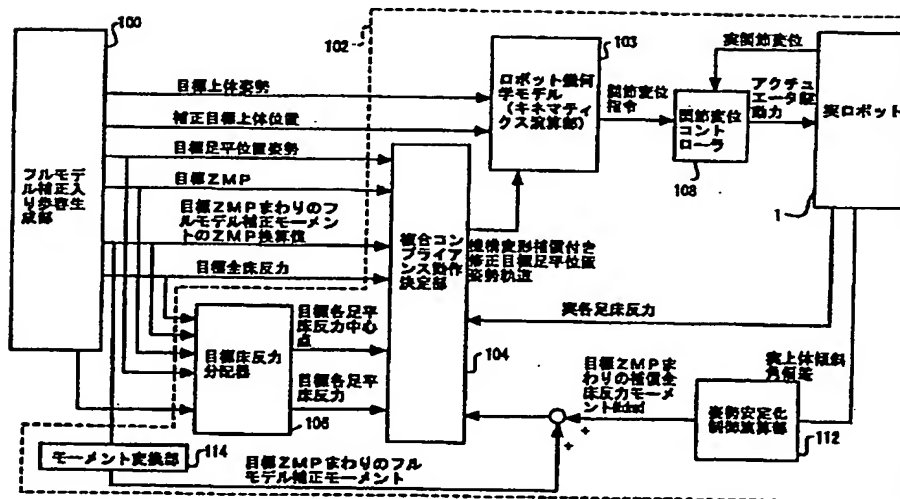 100
102
目標上体姿勢
補正目標上体位置
目標足平位置姿勢
目標ZMP
目標ZMPまわりのフ
ルモデル補正モーメ
ントのZMP換算値
目標全床反力
フルモデ
ル補正入
り歩容生
成部
103
ロボット幾何
学モデル
(キネマティ
クス演算部)
関節変位
指令
実関節変位
関節変位
コント
ローラ
108
アクチュ
エータ駆
動力
実ロボット
1
複合コン
プライア
ンス動作
決定部
104
機構変形補償付き
修正目標足平位置
姿勢軌道
実各足床反力
目標床反力
分配器
106
目標各足平
床反力中心
点
目標各足平
床反力
目標ZMPま
わりの補償全
床反力モーメ
ントMdmd
実上体傾斜
角偏差
姿勢安定化
制御演算部
112
+
+
モーメント変換部
114
目標ZMPまわりのフル
モデル補正モーメント